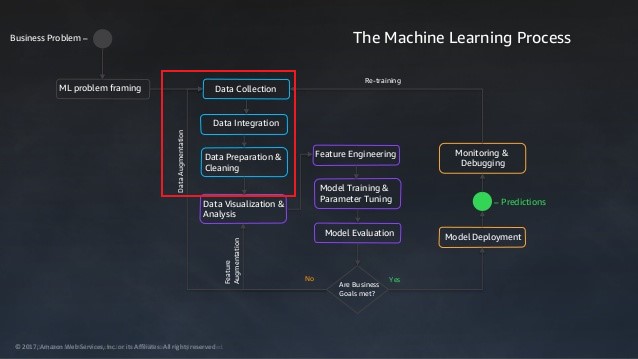 Business Problem –
The Machine Learning Process
ML problem framing
Data Collection
Re-training
Data Integration
Data Augmentation
Data Preparation &
Cleaning
Feature Engineering
Monitoring &
Debugging
Model Training &
Parameter Tuning
Data Visualization &
Analysis
– Predictions
Model Evaluation
Model Deployment
Feature
Augmentation
No
Are Business
Goals met?
Yes
© 2017, Amazon Web Services, Inc. or its Affiliates. All rights reserved